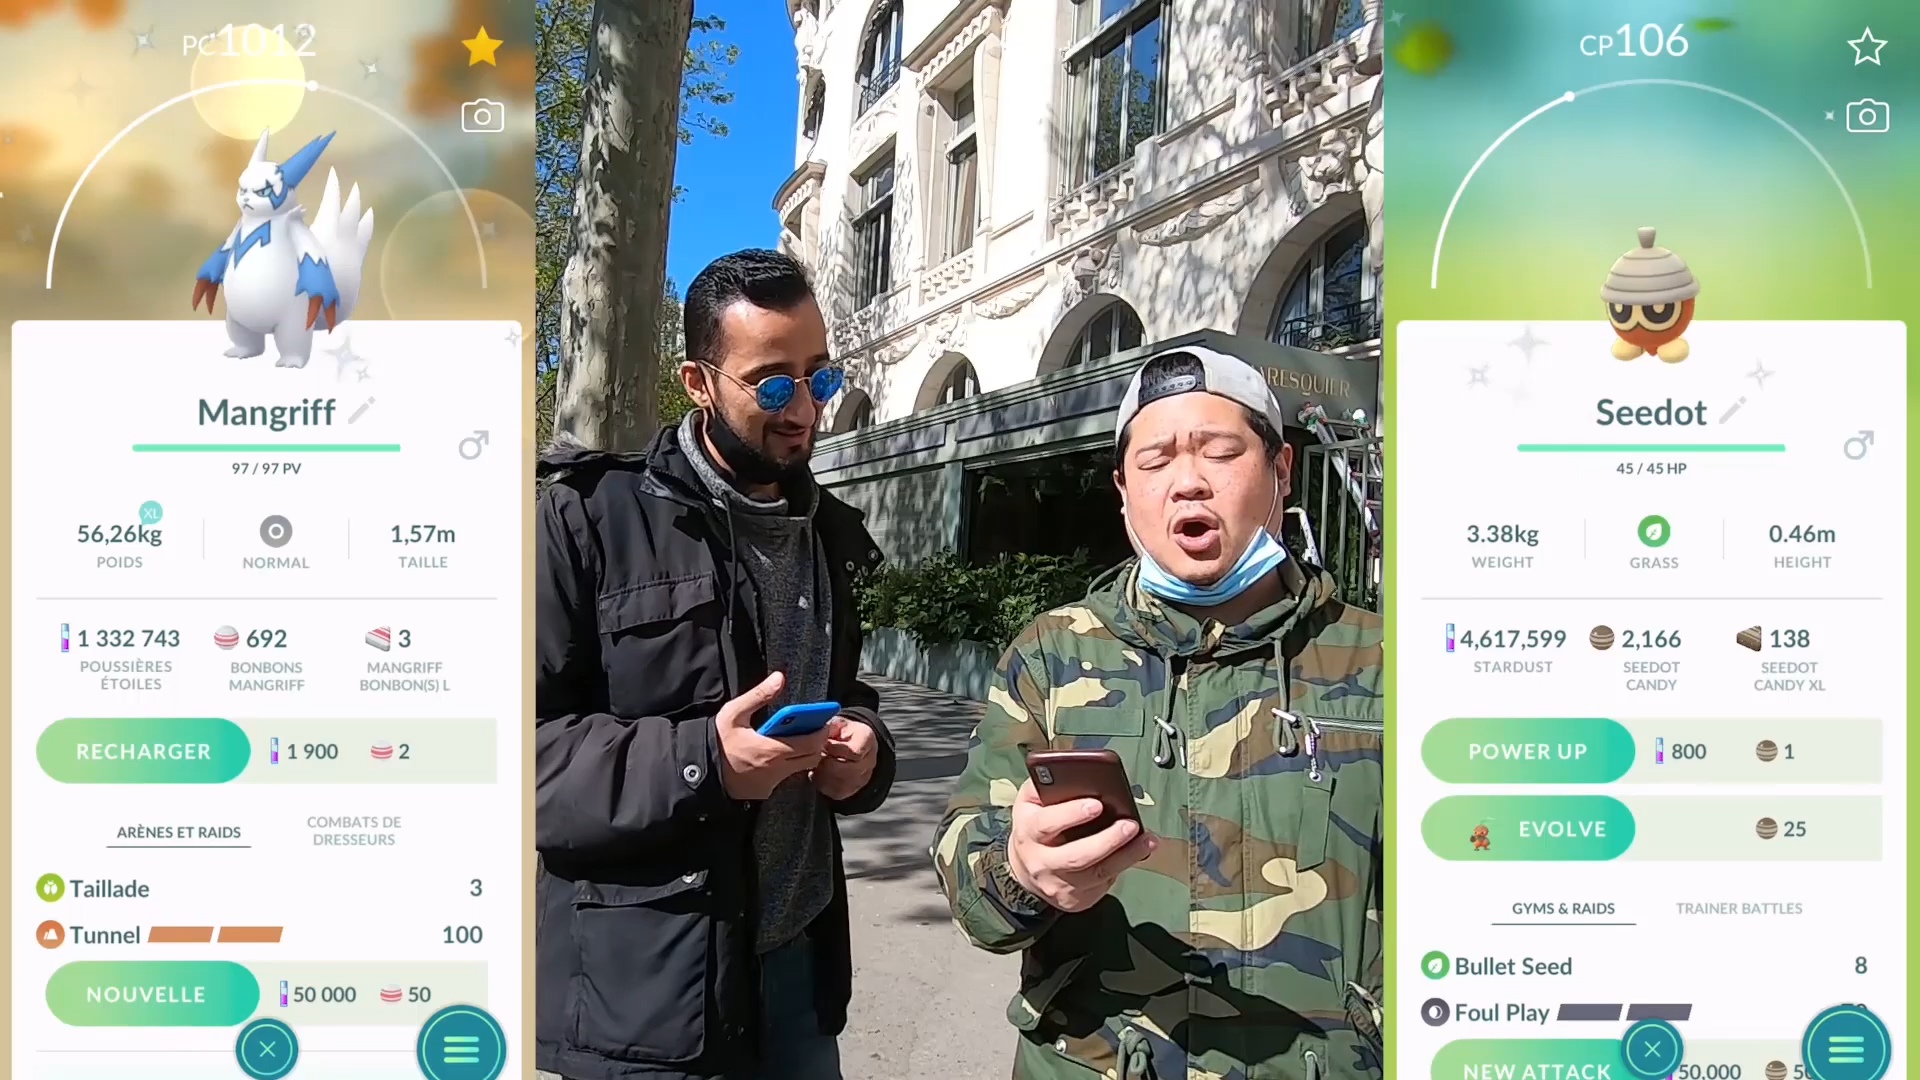 PC1012
Mangriff
97 / 97 PV
XL
56,26kg
POIDS
NORMAL
1,57m
TAILLE
1 332 743
POUSSIÈRES
ÉTOILES
692
BONBONS
MANGRIFF
3
MANGRIFF
BONBON(S) L
RECHARGER
1 900
2
ARÈNES ET RAIDS
COMBATS DE
DRESSEURS
Taillade 3
Tunnel 100
NOUVELLE
50 000
50
ARESQUIER
CP106
Seedot
45 / 45 HP
3.38kg
WEIGHT
GRASS
0.46m
HEIGHT
4,617,599
STARDUST
2,166
SEEDOT
CANDY
138
SEEDOT
CANDY XL
POWER UP
800
1
EVOLVE
25
GYMS & RAIDS
TRAINER BATTLES
Bullet Seed 8
Foul Play
NEW ATTACK
50,000